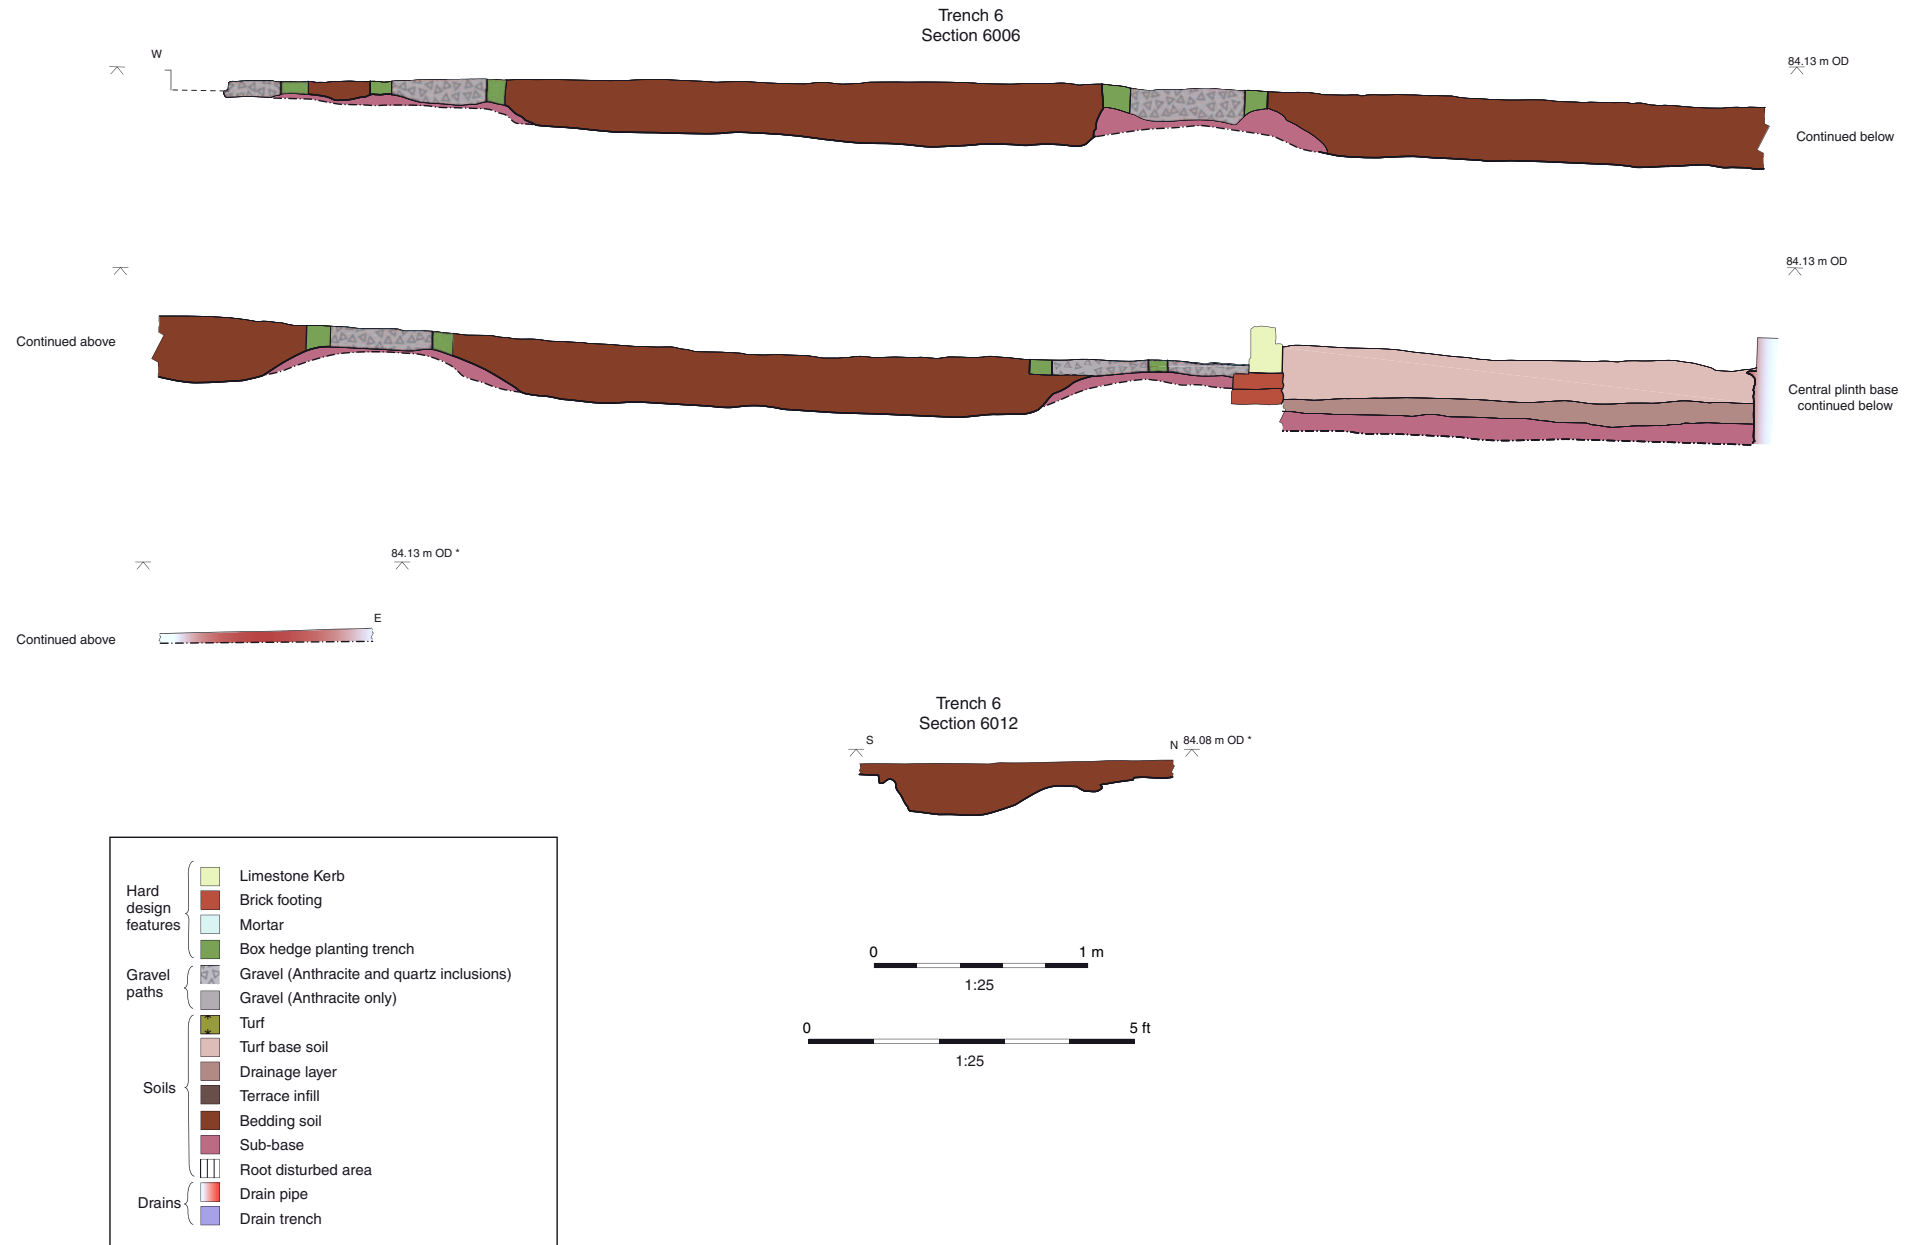 Trench 6
Section 6006
W
84.13 m OD
Continued below
84.13 m OD
Continued above
Central plinth base
continued below
84.13 m OD *
E
Continued above
Trench 6
Section 6012
S
N
84.08 m OD *
Hard
design
features
Limestone Kerb
Brick footing
Mortar
Box hedge planting trench
Gravel
paths
Gravel (Anthracite and quartz inclusions)
Gravel (Anthracite only)
Soils
Turf
Turf base soil
Drainage layer
Terrace infill
Bedding soil
Sub-base
Root disturbed area
Drains
Drain pipe
Drain trench
0 1 m
1:25
0 5 ft
1:25